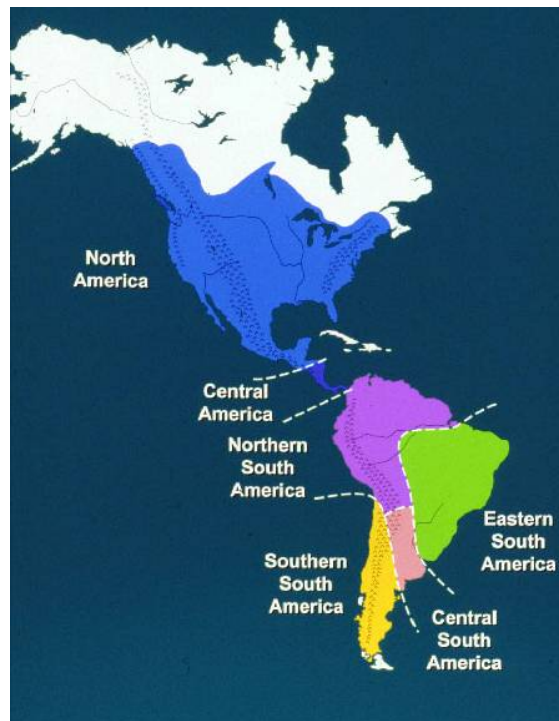 North
America
Central
America
Northern
South
America
Eastern
South
America
Southern
South
America
Central
South
America